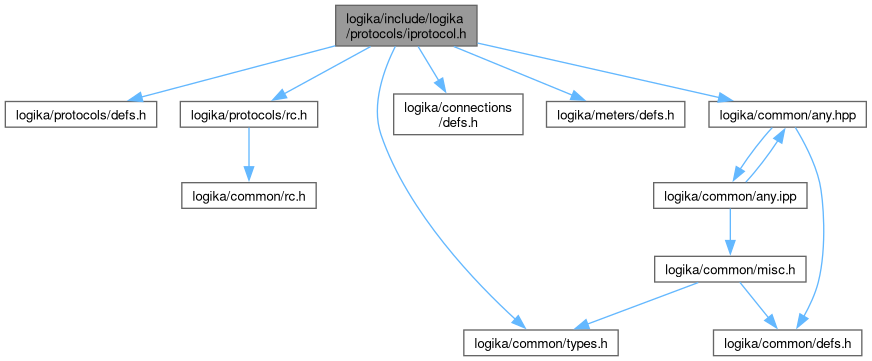 logika/include/logika
/protocols/iprotocol.h
logika/protocols/defs.h
logika/protocols/rc.h
logika/connections
/defs.h
logika/meters/defs.h
logika/common/any.hpp
logika/common/rc.h
logika/common/any.ipp
logika/common/misc.h
logika/common/types.h
logika/common/defs.h